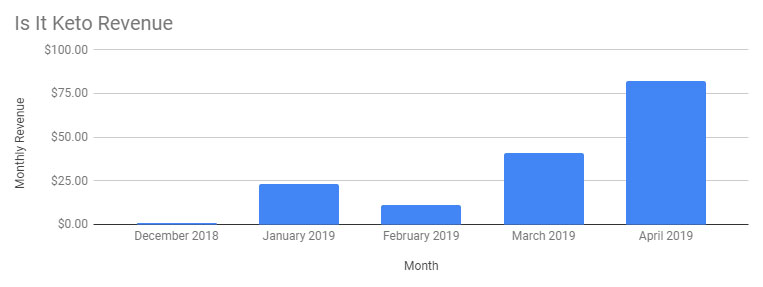 Is It Keto Revenue
$100.00
$75.00
$50.00
$25.00
$0.00
Monthly Revenue
December 2018
January 2019
February 2019
March 2019
April 2019
Month